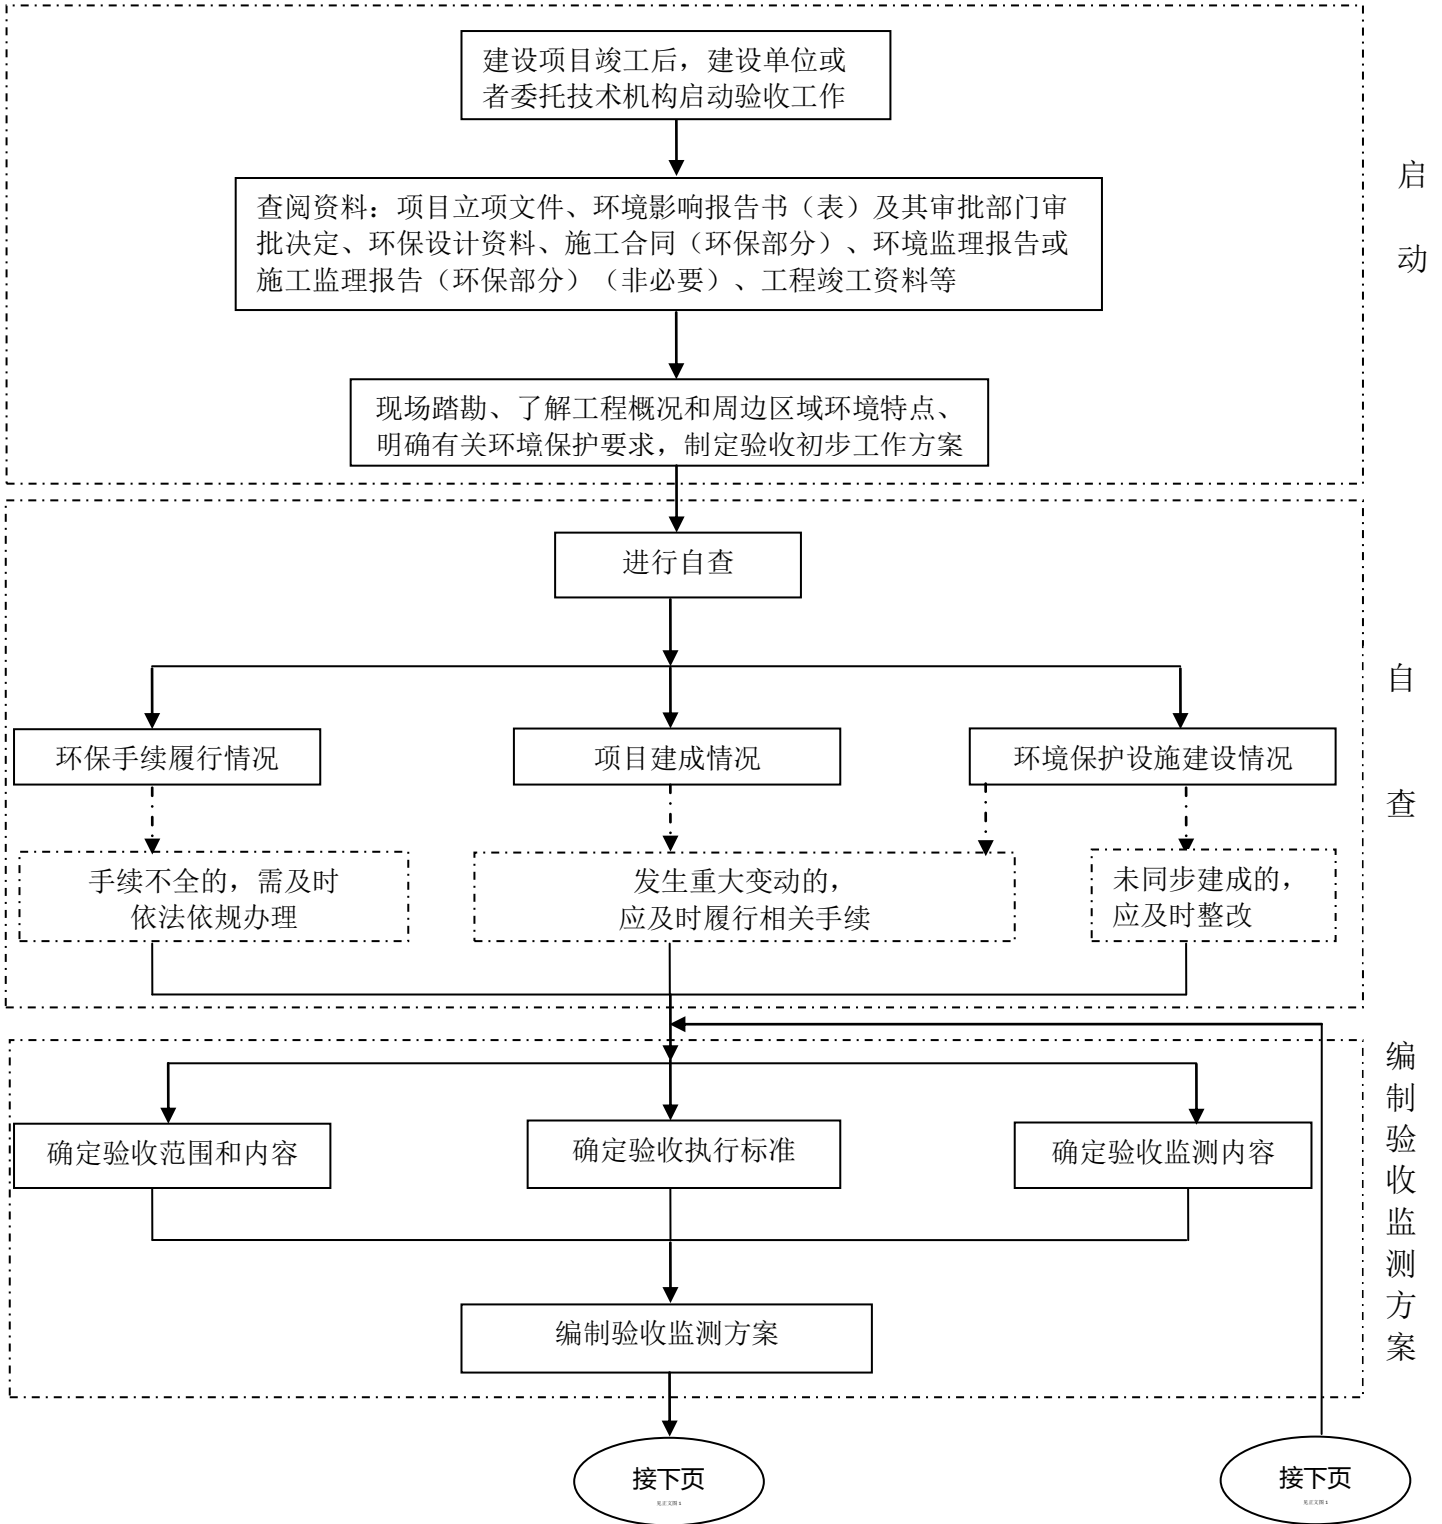 建设项目竣工后，建设单位或
者委托技术机构启动验收工作
启
动
查阅资料：项目立项文件、环境影响报告书（表）及其审批部门审
批决定、环保设计资料、施工合同（环保部分）、环境监理报告或
施工监理报告（环保部分）（非必要）、工程竣工资料等
现场踏勘、了解工程概况和周边区域环境特点、
明确有关环境保护要求，制定验收初步工作方案
进行自查
自
查
环保手续履行情况
项目建成情况
环境保护设施建设情况
手续不全的，需及时
依法依规办理
发生重大变动的，
应及时履行相关手续
未同步建成的，
应及时整改
编
制
验
收
监
测
方
案
确定验收范围和内容
确定验收执行标准
确定验收监测内容
编制验收监测方案
接下页
见正文图 1
接下页
见正文图 1